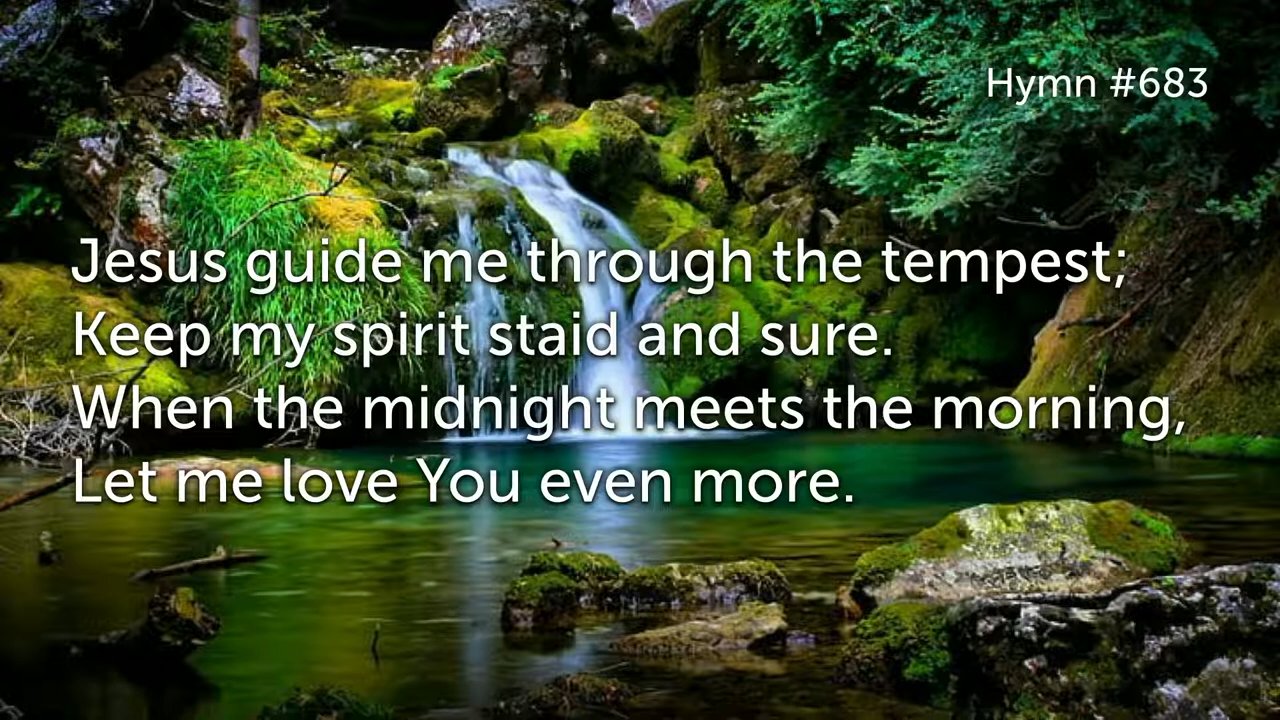 Hymn #683
Jesus guide me through the tempest;
Keep my spirit staid and sure.
When the midnight meets the morning,
Let me love You even more.